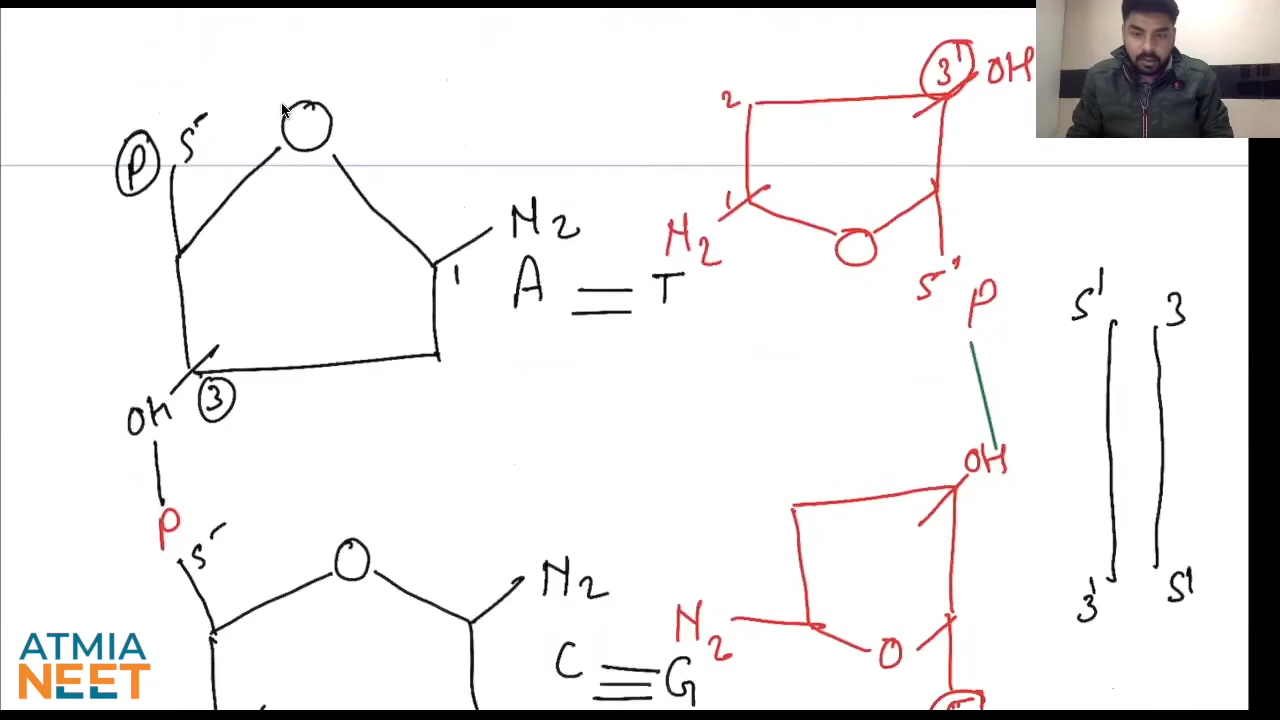 3' OH
2
P 5'
1
N2
N2
A = T
1
5'
P
5' 3
OH 3
OH
P
5'
O
N2
N2
O
3' 5'
C ≡ G
ATMIA
NEET